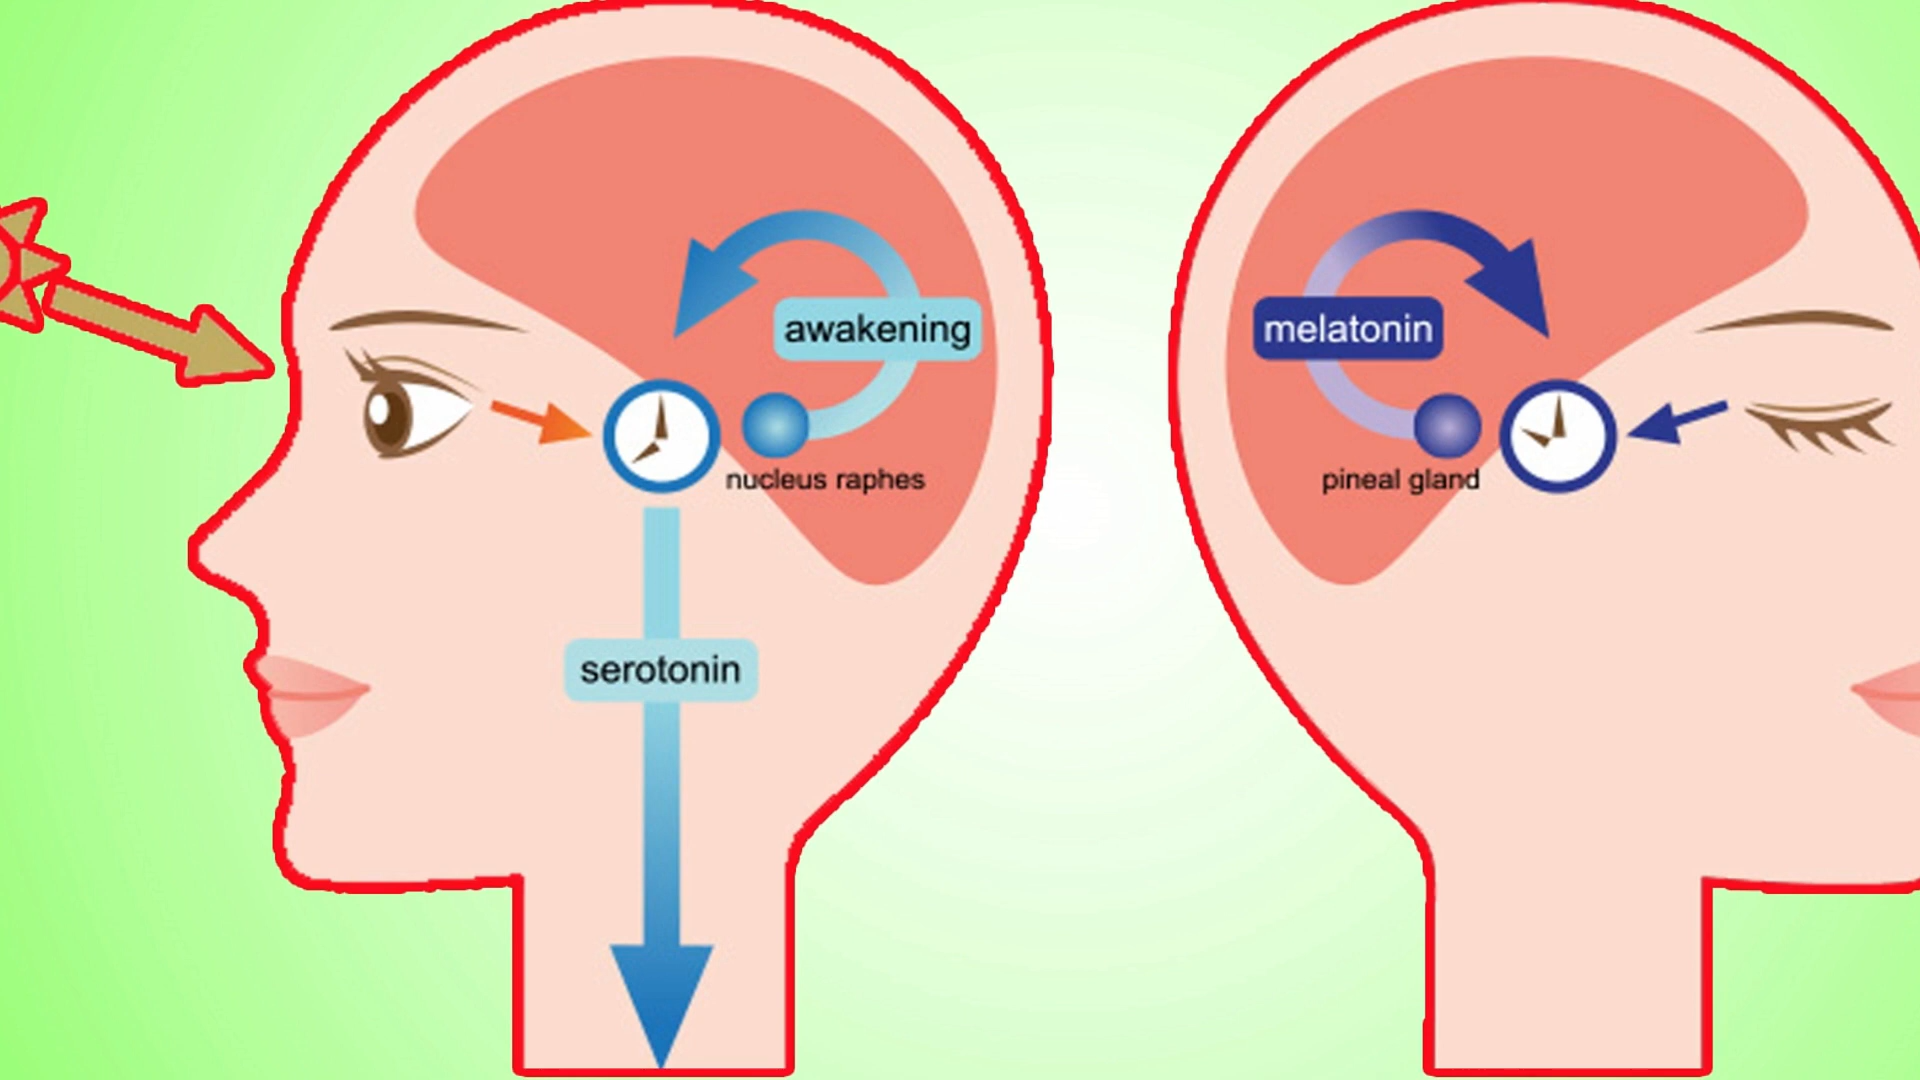 awakening
nucleus raphes
serotonin
melatonin
pineal gland